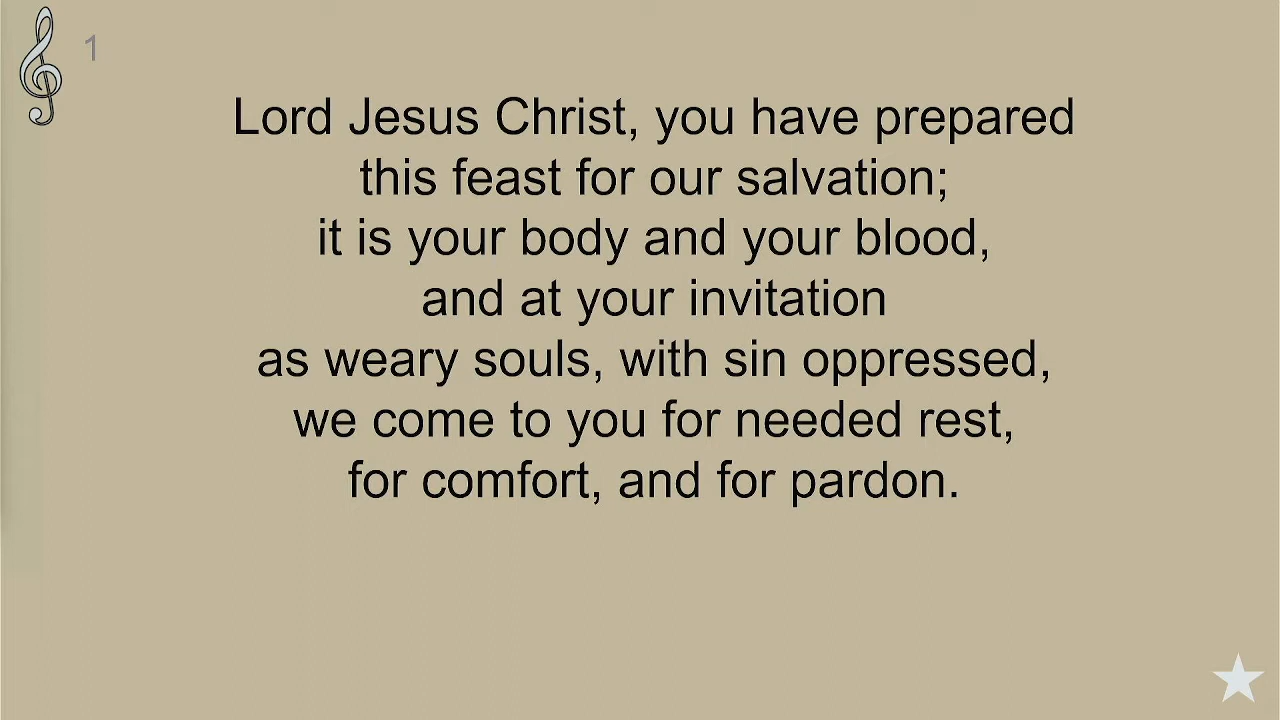 1
Lord Jesus Christ, you have prepared
this feast for our salvation;
it is your body and your blood,
and at your invitation
as weary souls, with sin oppressed,
we come to you for needed rest,
for comfort, and for pardon.